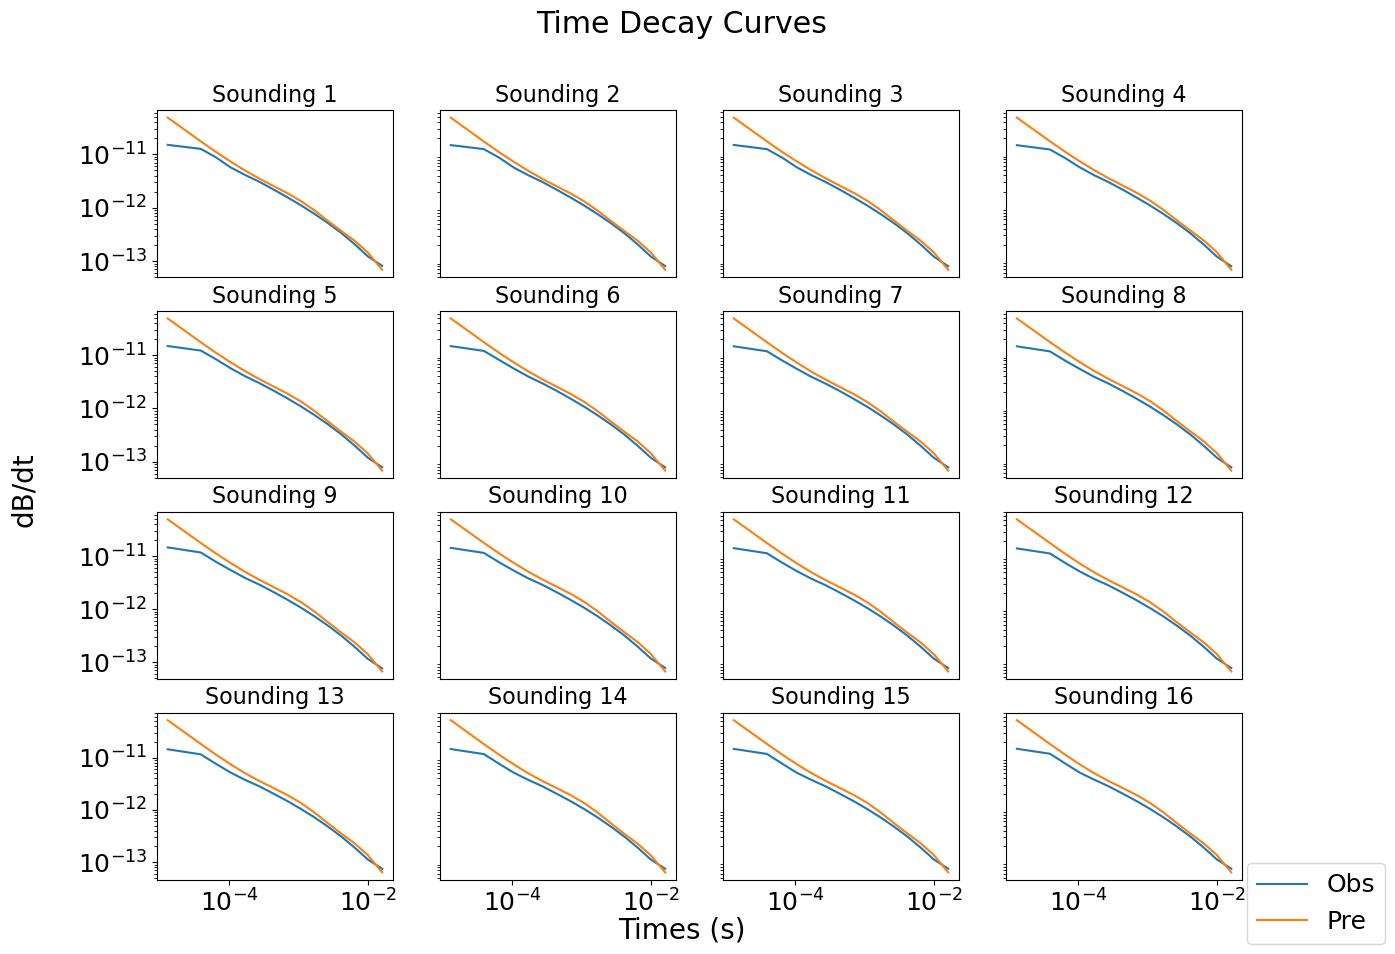 Time Decay Curves
Sounding 1
Sounding 2
Sounding 3
Sounding 4
10⁻¹¹
10⁻¹²
10⁻¹³
Sounding 5
Sounding 6
Sounding 7
Sounding 8
10⁻¹¹
10⁻¹²
10⁻¹³
dB/dt
Sounding 9
Sounding 10
Sounding 11
Sounding 12
10⁻¹¹
10⁻¹²
10⁻¹³
Sounding 13
Sounding 14
Sounding 15
Sounding 16
10⁻¹¹
10⁻¹²
10⁻¹³
10⁻⁴ 10⁻²
10⁻⁴ 10⁻²
10⁻⁴ 10⁻²
10⁻⁴ 10⁻²
Times (s)
Obs
Pre